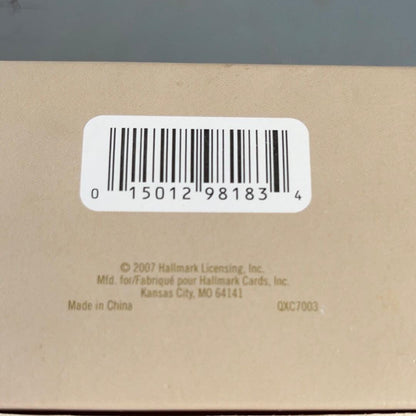 0 15012 98183 4
© 2007 Hallmark Licensing, Inc.
Mfd. for/Fabriqué pour Hallmark Cards, Inc.
Kansas City, MO 64141
Made in China QXC7003